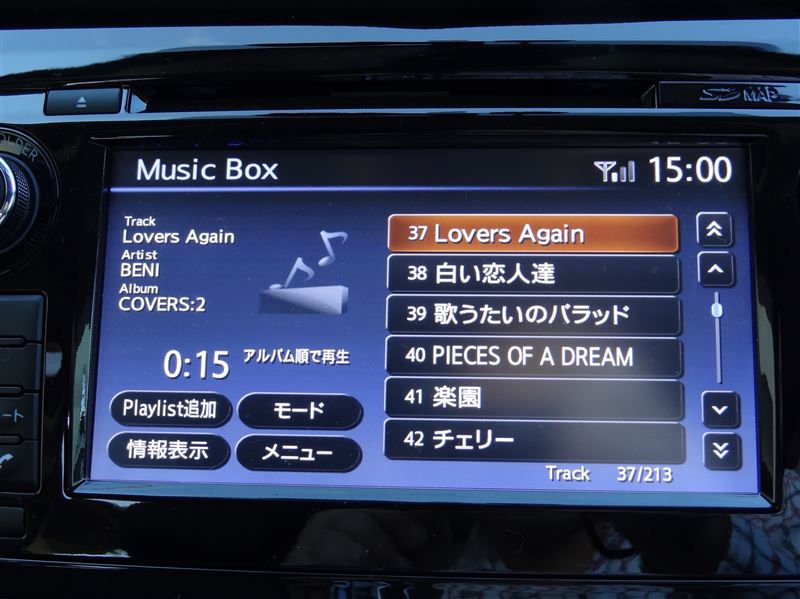 SD MAP
OLDER
Music Box
15:00
Track
Lovers Again
Artist
BENI
Album
COVERS:2
0:15 アルバム順で再生
Playlist追加
モード
情報表示
メニュー
37 Lovers Again
38 白い恋人達
39 歌うたいのバラッド
40 PIECES OF A DREAM
41 楽園
42 チェリー
Track 37/213
ート